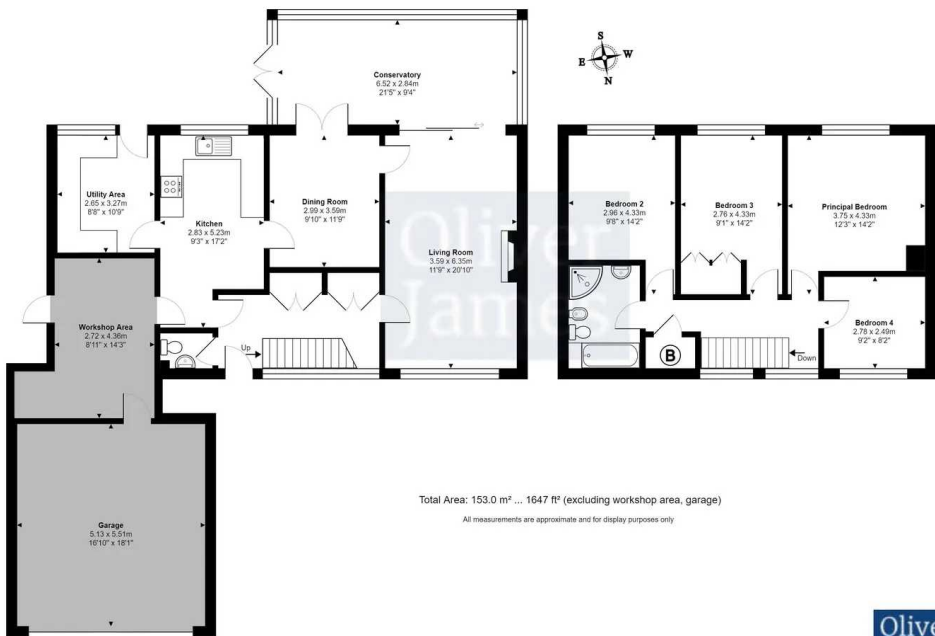 Conservatory
6.52 x 2.84m
21'5" x 9'4"
S
E
W
N
Utility Area
2.65 x 3.27m
8'8" x 10'9"
Kitchen
2.83 x 5.23m
9'3" x 17'2"
Dining Room
2.99 x 3.59m
9'10" x 11'9"
Living Room
3.59 x 6.35m
11'9" x 20'10"
Oliver
James
Workshop Area
2.72 x 4.36m
8'11" x 14'3"
Up
Garage
5.13 x 5.51m
16'10" x 18'1"
Bedroom 2
2.96 x 4.33m
9'8" x 14'2"
Bedroom 3
2.76 x 4.33m
9'1" x 14'2"
Principal Bedroom
3.75 x 4.33m
12'3" x 14'2"
Bedroom 4
2.78 x 2.49m
9'2" x 8'2"
B
Down
Total Area: 153.0 m² ... 1647 ft² (excluding workshop area, garage)
All measurements are approximate and for display purposes only